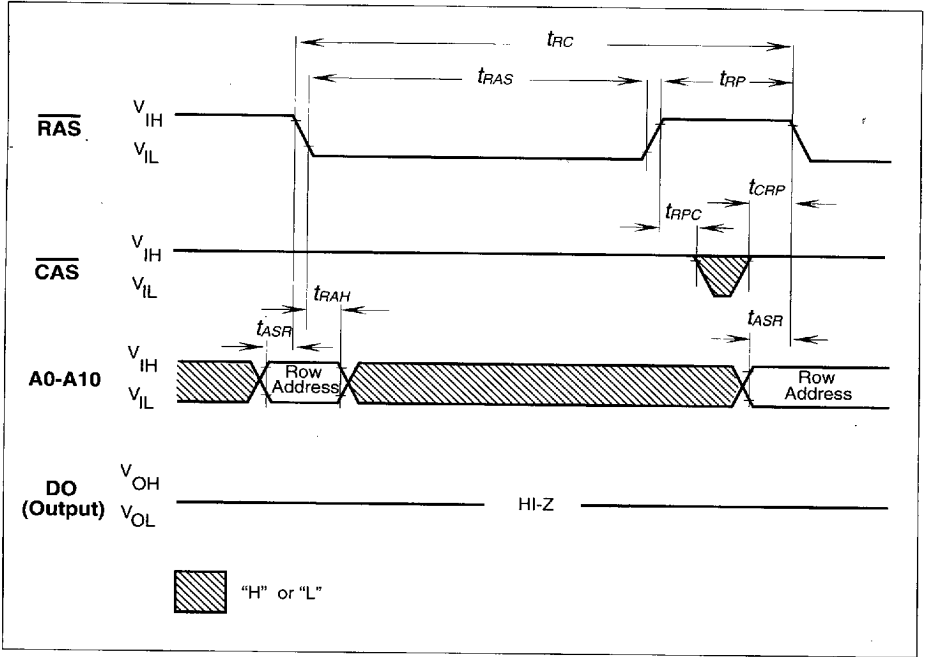 tRC
tRAS
tRP
RAS
VIH
VIL
tCRP
tRPC
CAS
VIH
VIL
tRAH
tASR
tASR
A0-A10
VIH
VIL
Row
Address
Row
Address
DO
(Output)
VOH
VOL
HI-Z
“H” or “L”